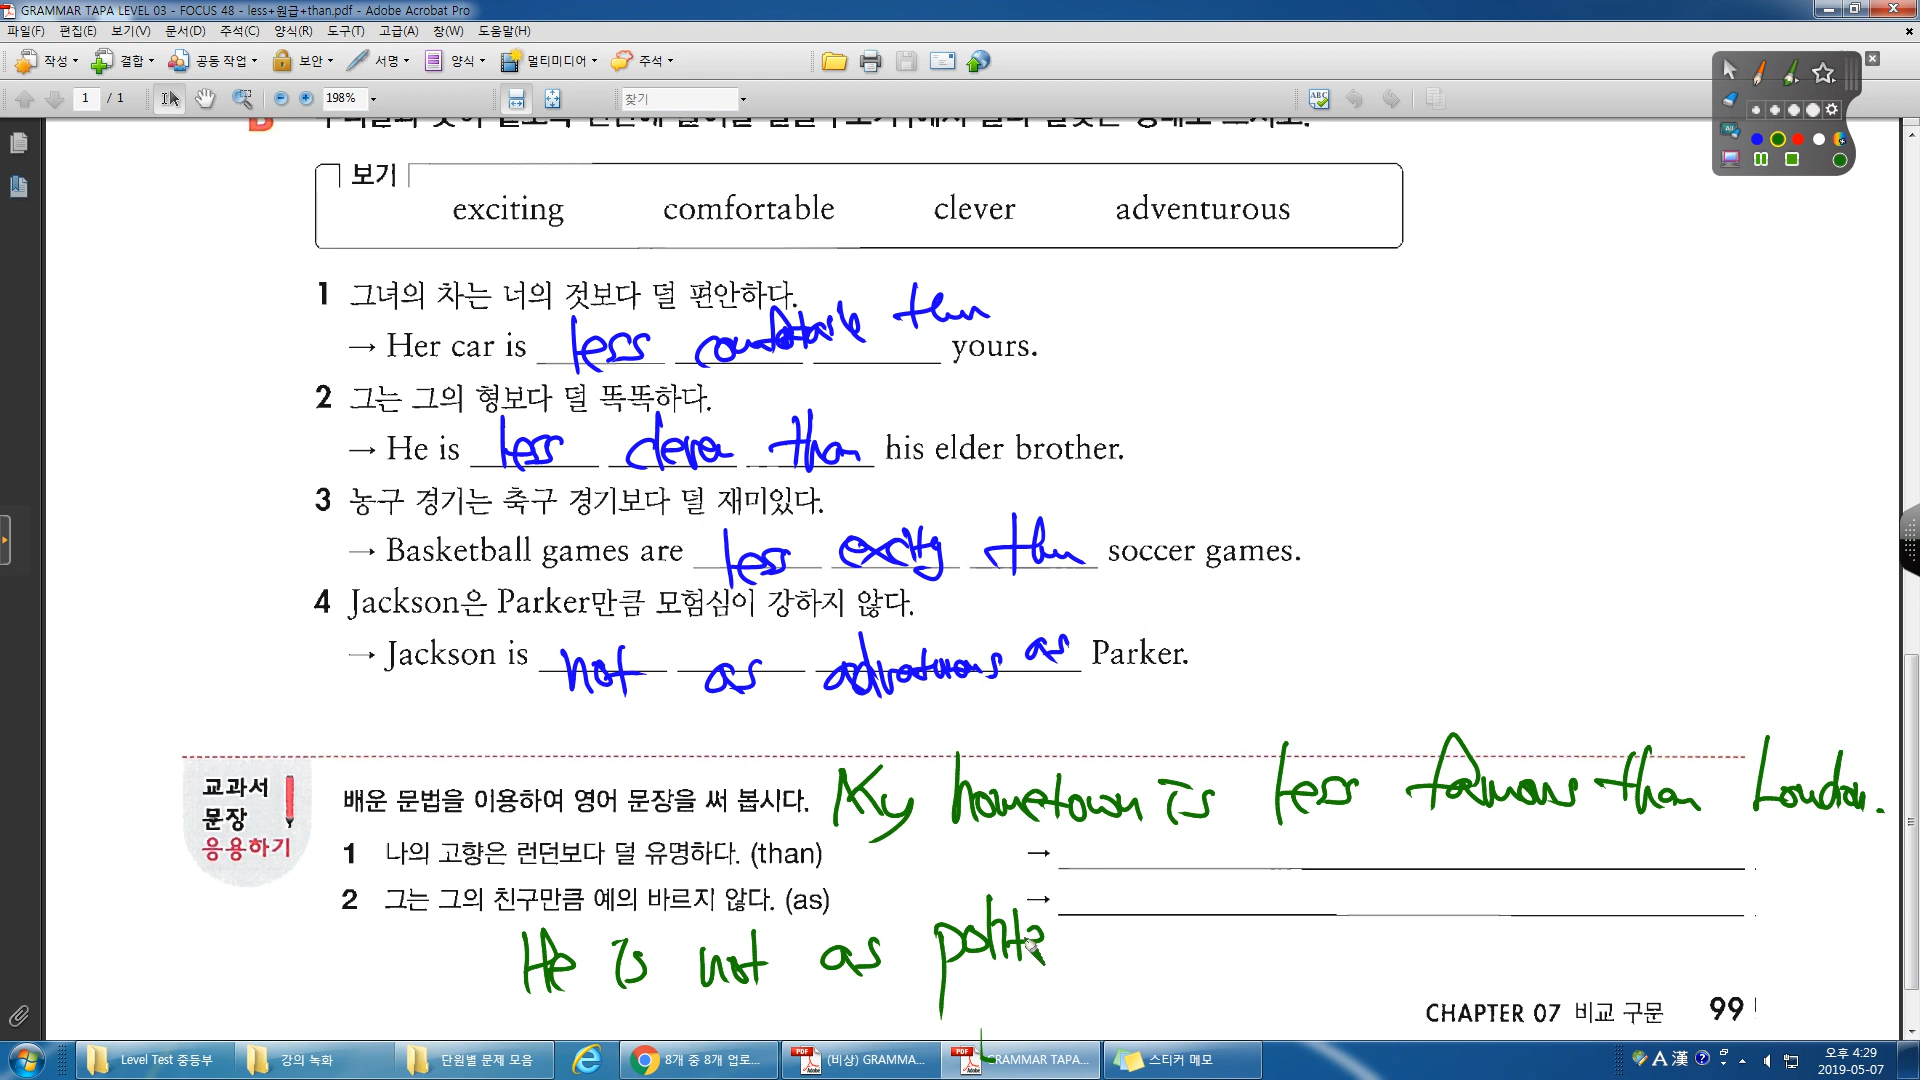 GRAMMAR TAPA LEVEL 03 - FOCUS 48 - less+원급+than.pdf - Adobe Acrobat Pro
파일(F) 편집(E) 보기(V) 문서(D) 주석(C) 양식(R) 도구(T) 고급(A) 창(W) 도움말(H)
작성 결합 공동 작업 보안 서명 양식 멀티미디어 주석
1 / 1 198% 찾기
B
보기
exciting comfortable clever adventurous
1 그녀의 차는 너의 것보다 덜 편안하다.
→ Her car is less comfortable than yours.
2 그는 그의 형보다 덜 똑똑하다.
→ He is less clever than his elder brother.
3 농구 경기는 축구 경기보다 덜 재미있다.
→ Basketball games are less exciting than soccer games.
4 Jackson은 Parker만큼 모험심이 강하지 않다.
→ Jackson is not as adventurous as Parker.
교과서 문장 응용하기
배운 문법을 이용하여 영어 문장을 써 봅시다. My hometown is less famous than London.
1 나의 고향은 런던보다 덜 유명하다. (than) →
2 그는 그의 친구만큼 예의 바르지 않다. (as) →
He is not as polite
CHAPTER 07 비교 구문 99
Level Test 중등부 강의 녹화 단원별 문제 모음 8개 중 8개 업로... (비상) GRAMMA... GRAMMAR TAPA... 스티커 메모
A 漢 오후 4:29
2019-05-07